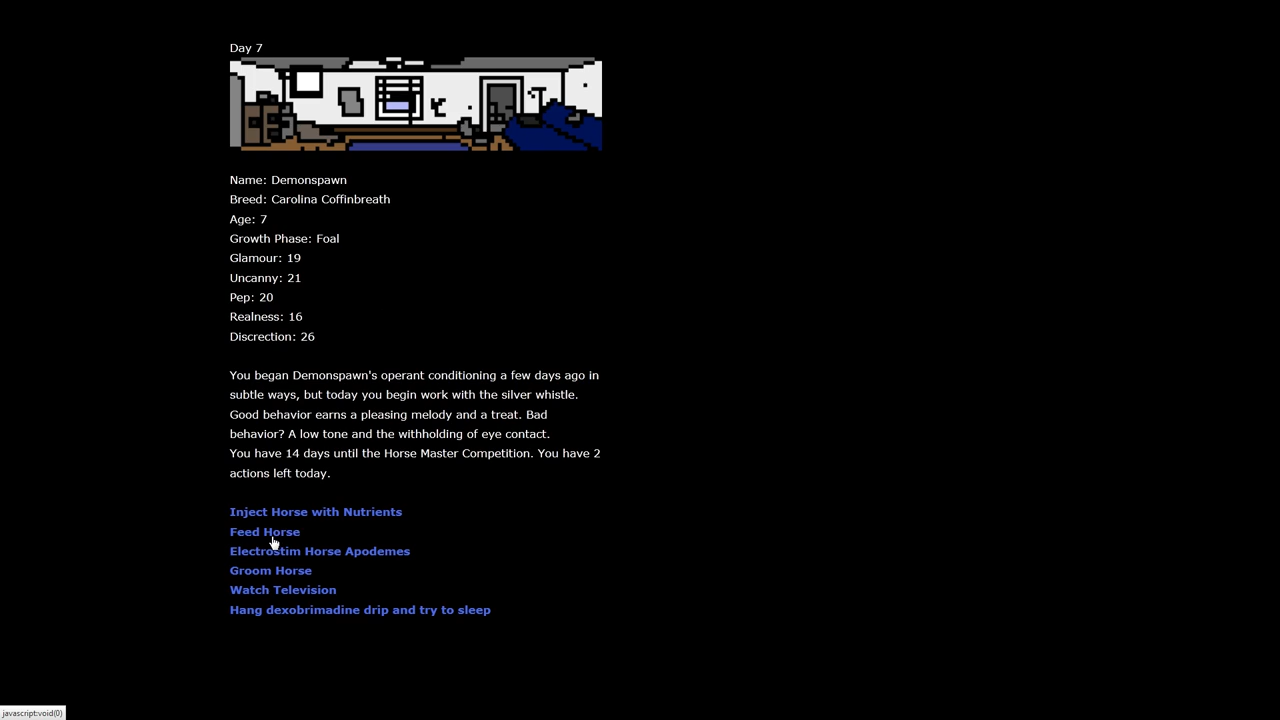 Day 7
Name: Demonspawn
Breed: Carolina Coffinbreath
Age: 7
Growth Phase: Foal
Glamour: 19
Uncanny: 21
Pep: 20
Realness: 16
Discrection: 26
You began Demonspawn's operant conditioning a few days ago in
subtle ways, but today you begin work with the silver whistle.
Good behavior earns a pleasing melody and a treat. Bad
behavior? A low tone and the withholding of eye contact.
You have 14 days until the Horse Master Competition. You have 2
actions left today.
Inject Horse with Nutrients
Feed Horse
Electrostim Horse Apodemes
Groom Horse
Watch Television
Hang dexobrimadine drip and try to sleep
javascript:void(0)